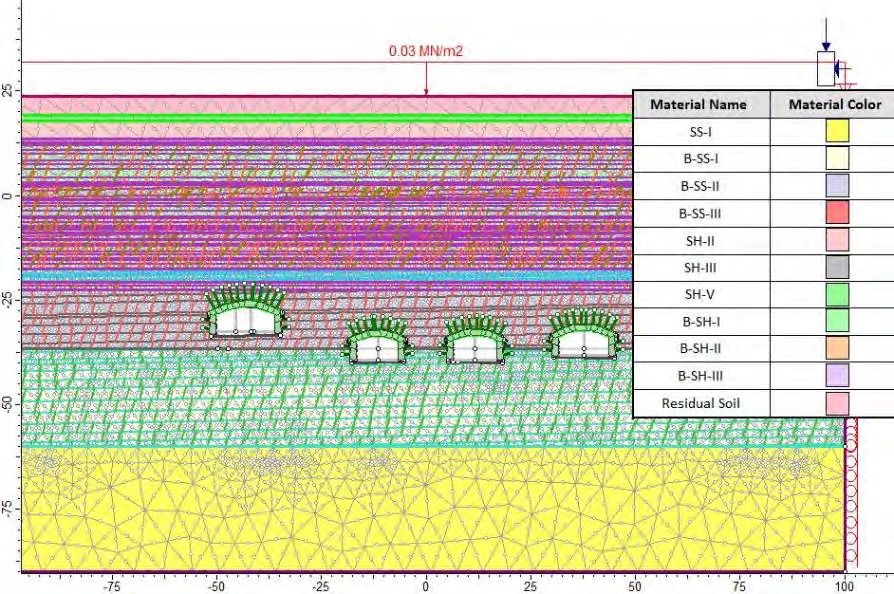 0.03 MN/m2
Material Name Material Color
SS-I
B-SS-I
B-SS-II
B-SS-III
SH-II
SH-III
SH-V
B-SH-I
B-SH-II
B-SH-III
Residual Soil
25
0
-25
-50
-75
-75 -50 -25 0 25 50 75 100